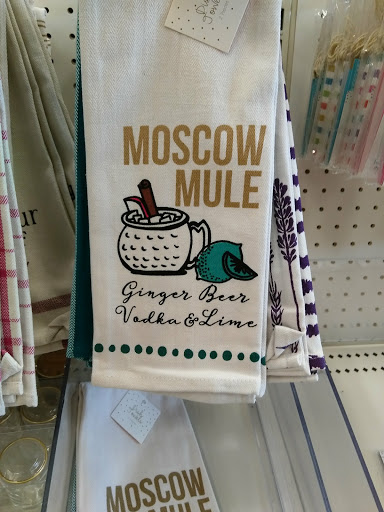 MOSCOW
MULE
Ginger Beer
Vodka & Lime
MOSCOW
MULE